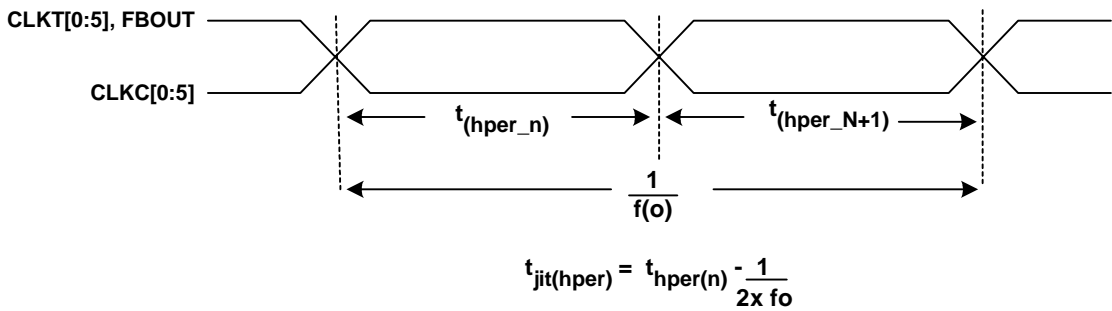 CLKT[0:5], FBOUT
CLKC[0:5]
t(hper_n)
t(hper_N+1)
1
f(o)
tjit(hper) = thper(n) - 1
2x fo